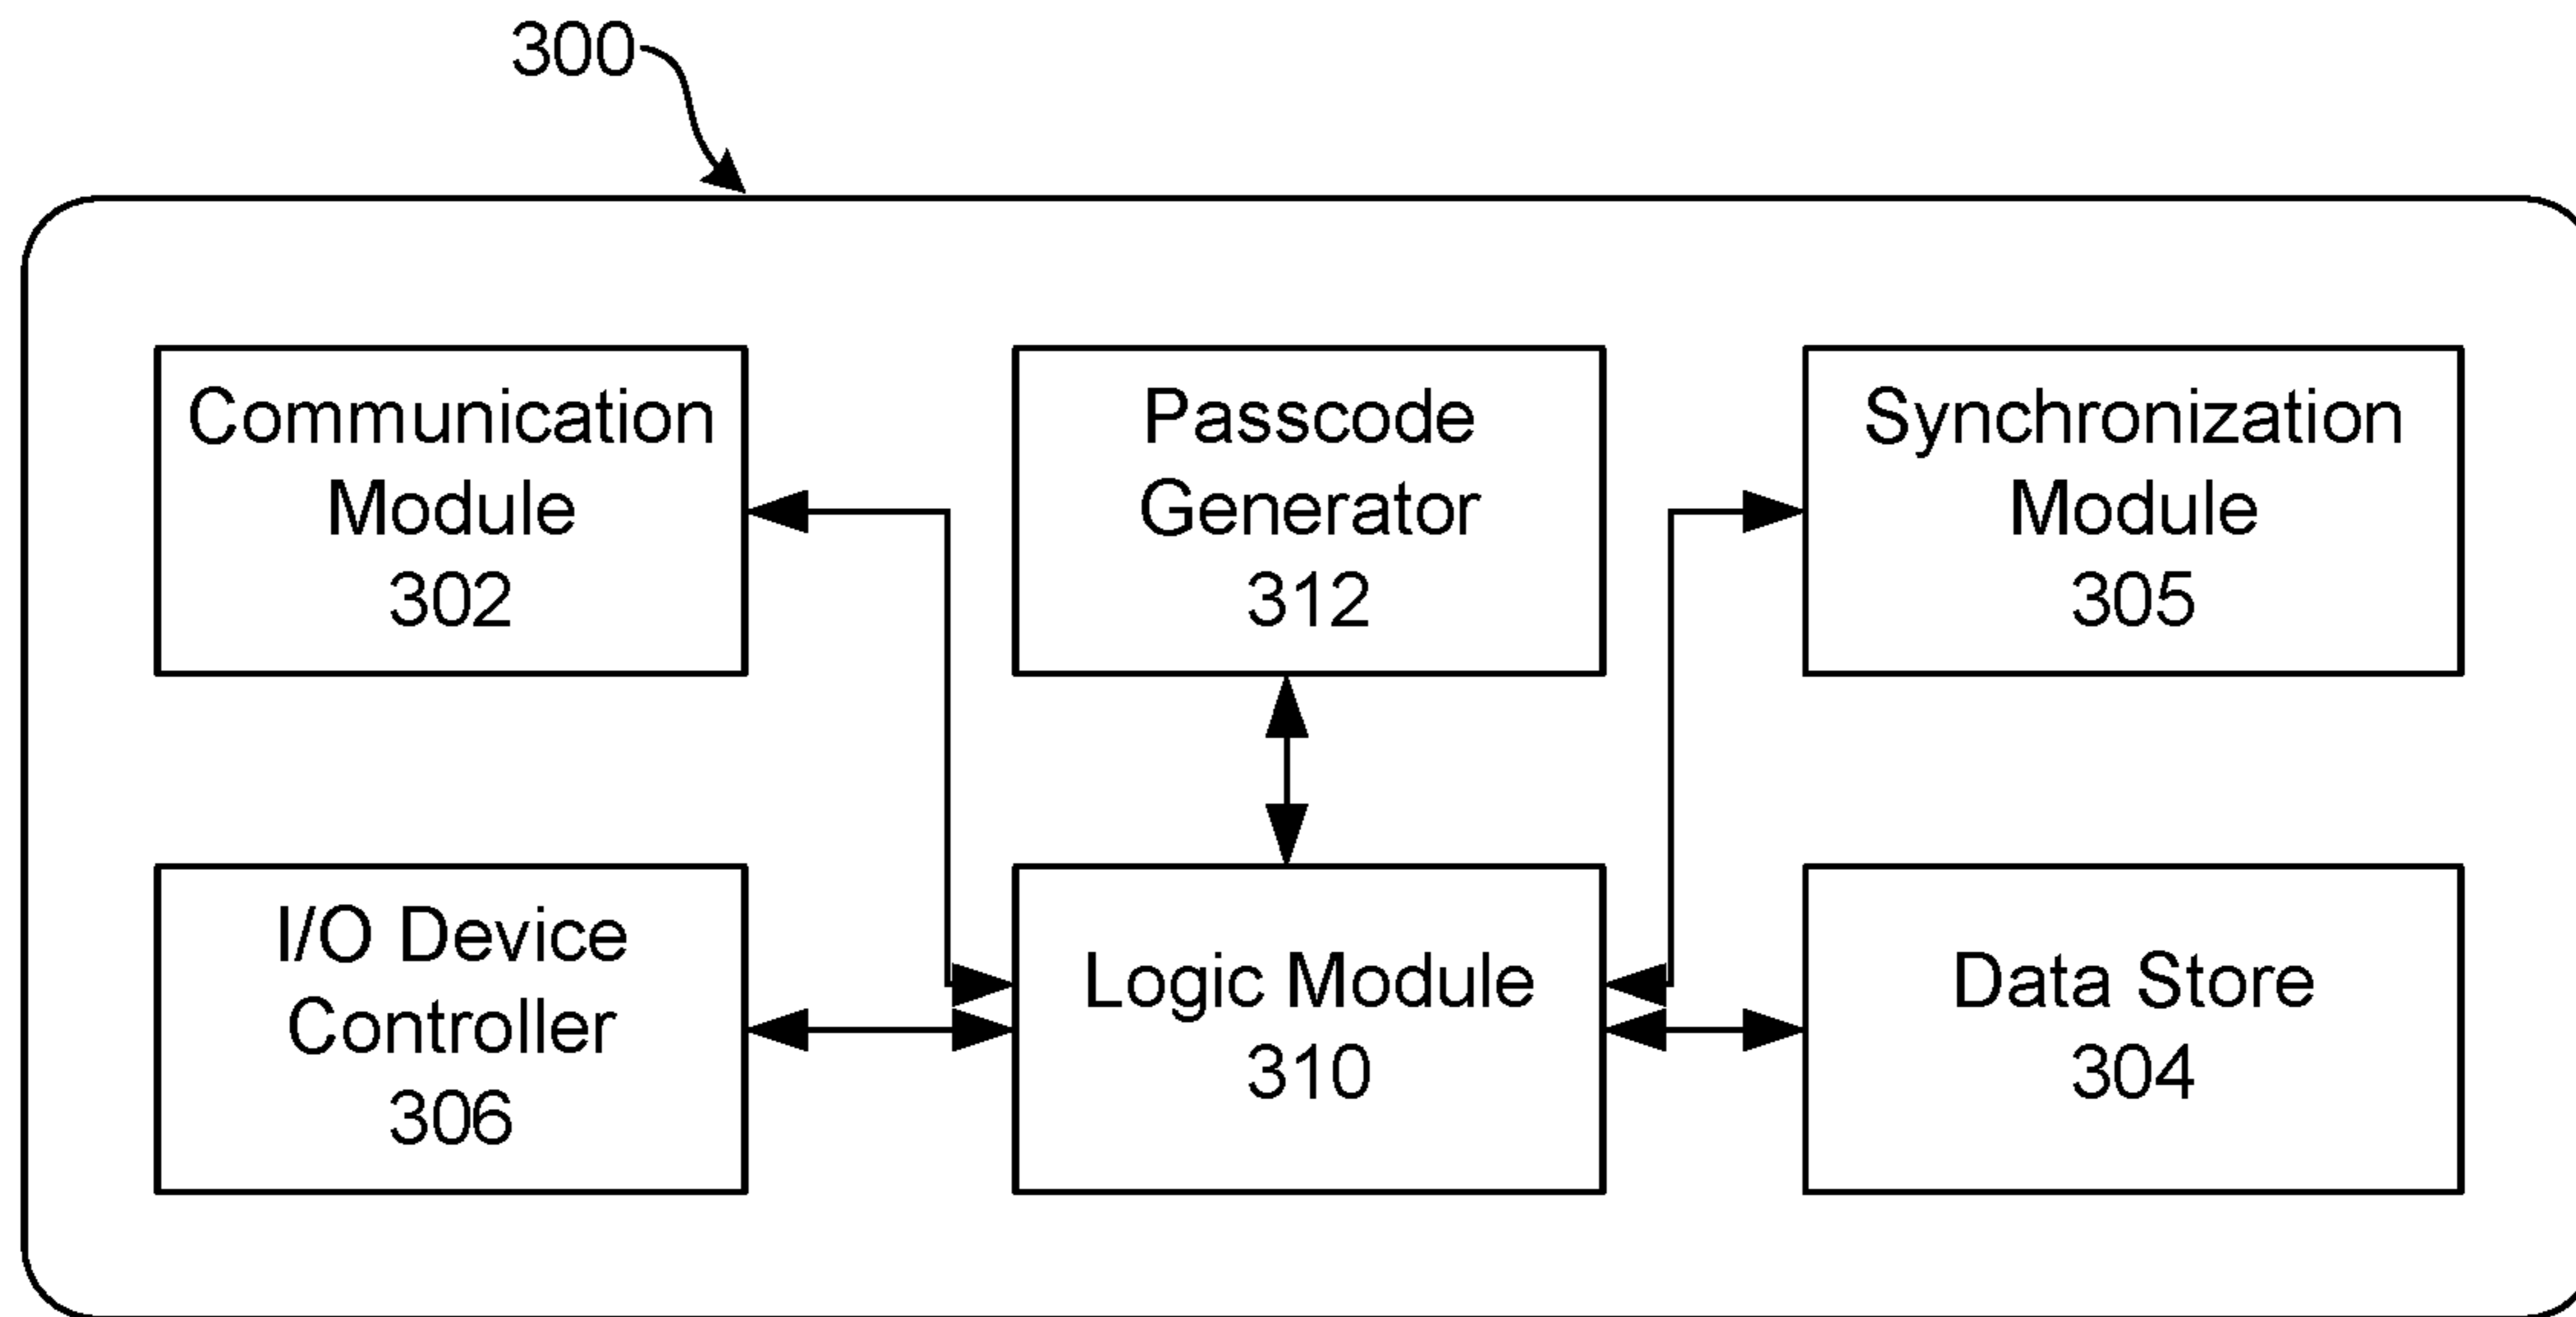 300
Communication
Module
302
Passcode
Generator
312
Synchronization
Module
305
I/O Device
Controller
306
Logic Module
310
Data Store
304